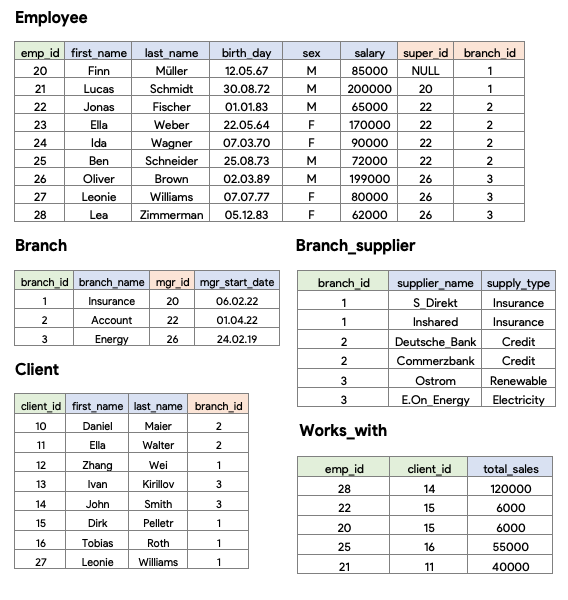 Employee
emp_id first_name last_name birth_day sex salary super_id branch_id
20 Finn Müller 12.05.67 M 85000 NULL 1
21 Lucas Schmidt 30.08.72 M 200000 20 1
22 Jonas Fischer 01.01.83 M 65000 22 2
23 Ella Weber 22.05.64 F 170000 22 2
24 Ida Wagner 07.03.70 F 90000 22 2
25 Ben Schneider 25.08.73 M 72000 22 2
26 Oliver Brown 02.03.89 M 199000 26 3
27 Leonie Williams 07.07.77 F 80000 26 3
28 Lea Zimmerman 05.12.83 F 62000 26 3
Branch
branch_id branch_name mgr_id mgr_start_date
1 Insurance 20 06.02.22
2 Account 22 01.04.22
3 Energy 26 24.02.19
Branch_supplier
branch_id supplier_name supply_type
1 S_Direkt Insurance
1 Inshared Insurance
2 Deutsche_Bank Credit
2 Commerzbank Credit
3 Ostrom Renewable
3 E.On_Energy Electricity
Client
client_id first_name last_name branch_id
10 Daniel Maier 2
11 Ella Walter 2
12 Zhang Wei 1
13 Ivan Kirillov 3
14 John Smith 3
15 Dirk Pelletr 1
16 Tobias Roth 1
27 Leonie Williams 1
Works_with
emp_id client_id total_sales
28 14 120000
22 15 6000
20 15 6000
25 16 55000
21 11 40000